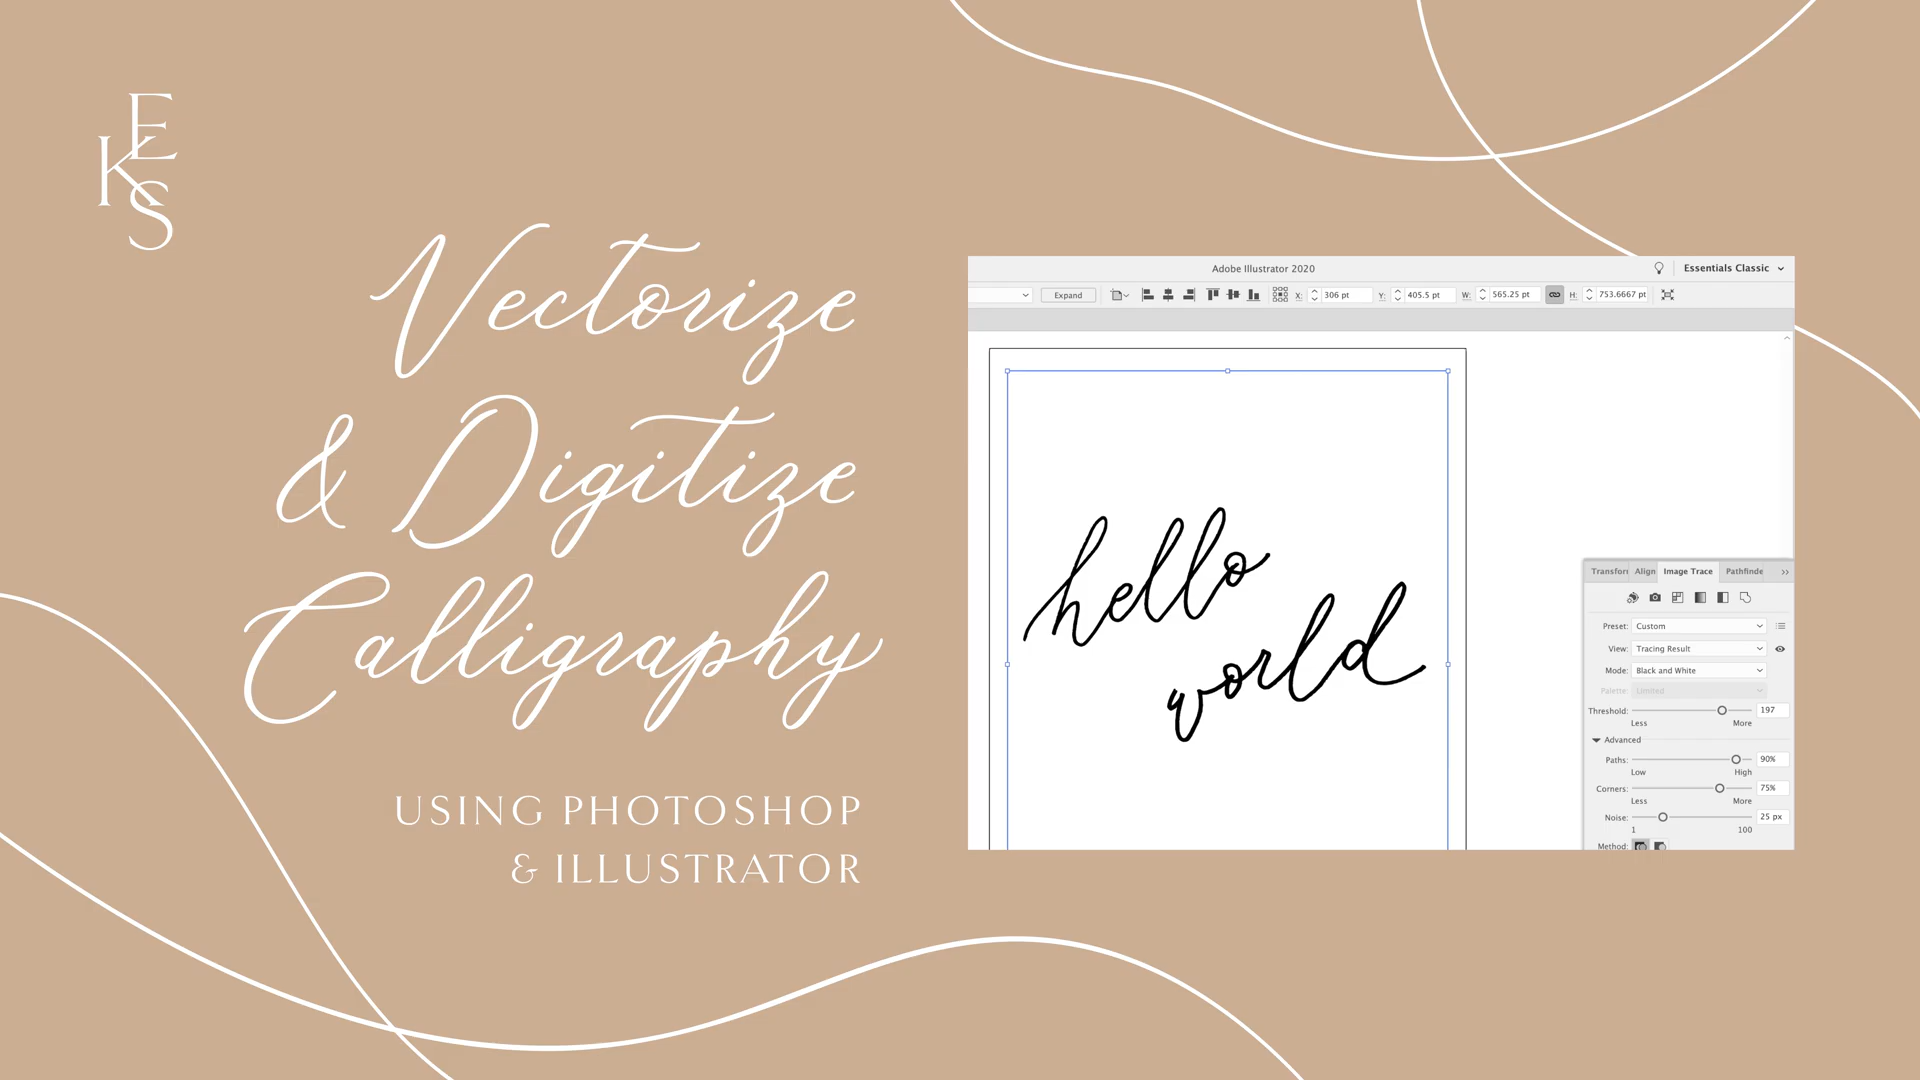 E
K
S
Vectorize
& Digitize
Calligraphy
USING PHOTOSHOP
& ILLUSTRATOR
Adobe Illustrator 2020
Essentials Classic
Expand
X: 306 pt
Y: 405.5 pt
W: 565.25 pt
H: 753.6667 pt
hello
world
Transforn Align Image Trace Pathfinde
Preset: Custom
View: Tracing Result
Mode: Black and White
Palette: Limited
Threshold: 197
Less More
Advanced
Paths: 90%
Low High
Corners: 75%
Less More
Noise: 25 px
1 100
Method: